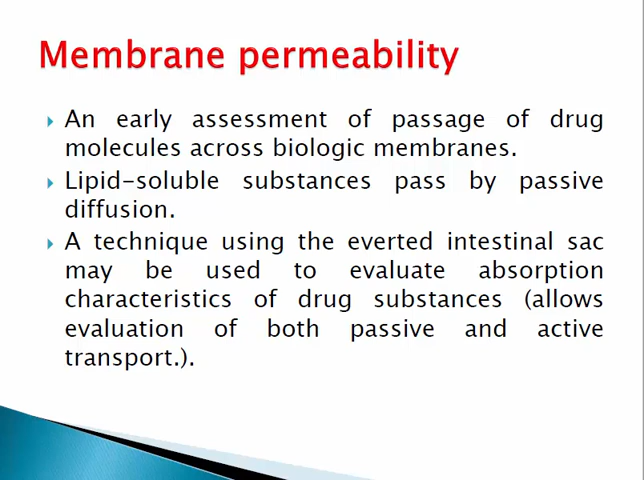 Membrane permeability
An early assessment of passage of drug
molecules across biologic membranes.
Lipid-soluble substances pass by passive
diffusion.
A technique using the everted intestinal sac
may be used to evaluate absorption
characteristics of drug substances (allows
evaluation of both passive and active
transport.).